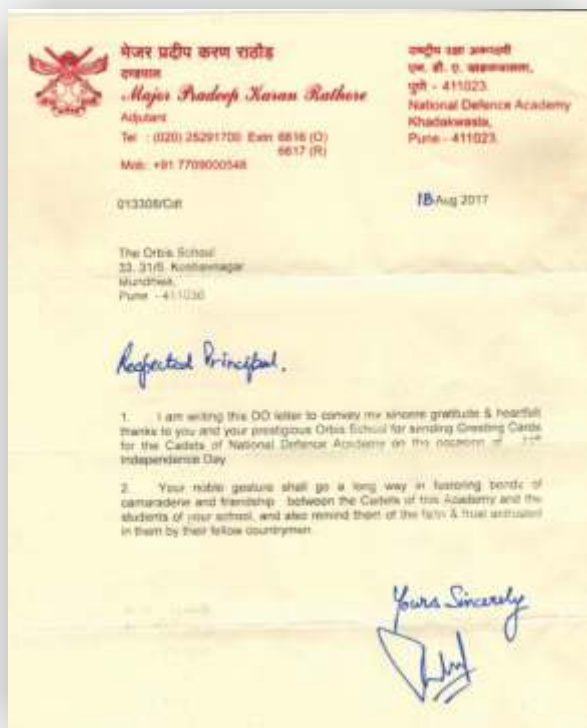 मेजर प्रदीप करण राठौड़
Major Pradeep Karan Rathore
Adjutant
Tel : (020) 25291700 Extn 6816 (O)
6617 (R)
Mob: +91 7709000548
पुणे - 411023
National Defence Academy
Khadakwasla,
Pune - 411023.
18 Aug 2017
The Orbis School
Mundhwa,
Pune -
Respected Principal,
1. I am writing this DO letter to convey my sincere gratitude & heartfelt
thanks to you and your prestigious Orbis School for sending Greeting Cards
for the Cadets of National Defence Academy on the occasion of
Independence Day
2. Your noble gesture shall go a long way in fostering bonds of
camaraderie and friendship between the Cadets of this Academy and the
students of your school, and also remind them of the faith & trust entrusted
in them by their fellow countrymen
Yours Sincerely